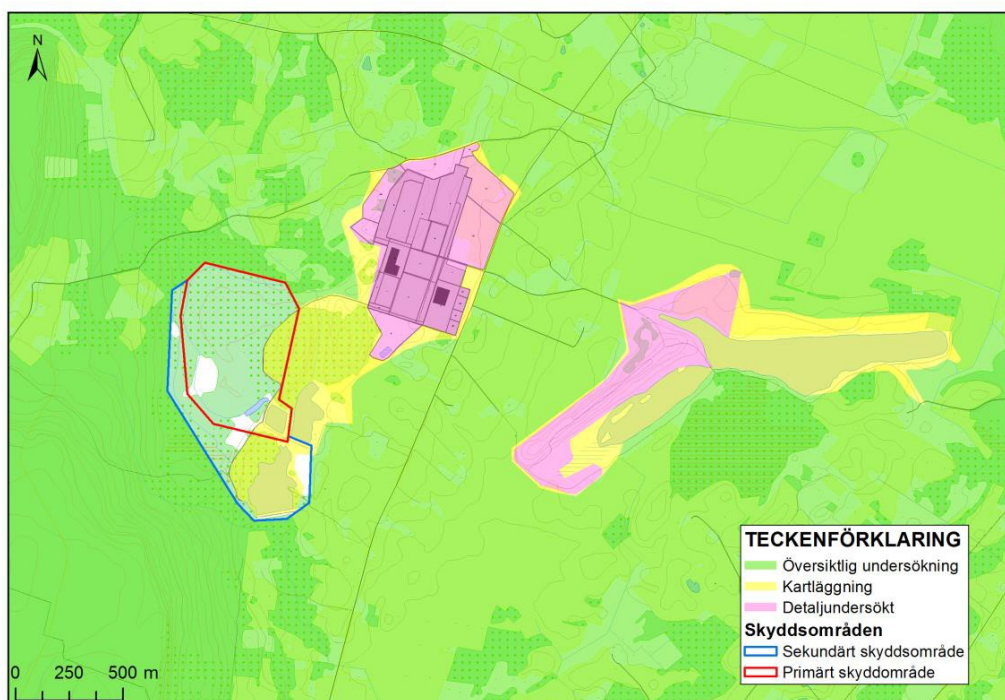 N
TECKENFÖRKLARING
Översiktlig undersökning
Kartläggning
Detaljundersökt
Skyddsområden
Sekundärt skyddsområde
Primärt skyddområde
0 250 500 m